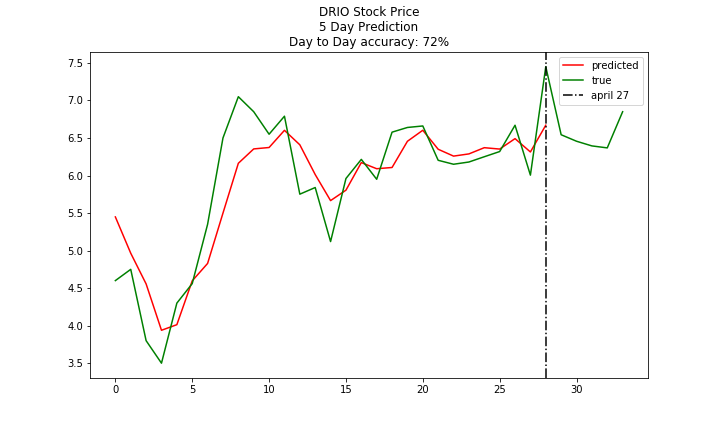 DRIO Stock Price
5 Day Prediction
Day to Day accuracy: 72%
predicted
true
april 27
7.5
7.0
6.5
6.0
5.5
5.0
4.5
4.0
3.5
0 5 10 15 20 25 30